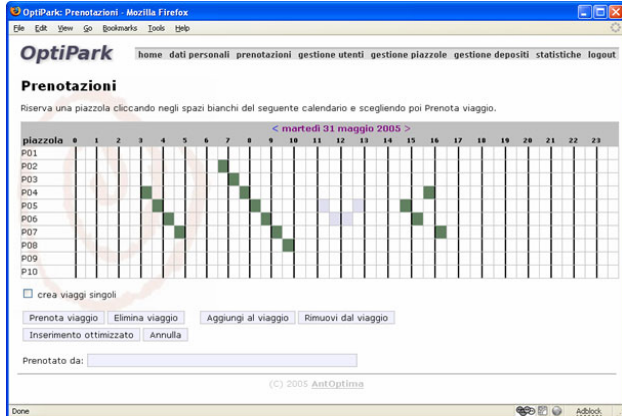 OptiPark: Prenotazioni - Mozilla Firefox
File Edit View Go Bookmarks Tools Help
OptiPark
home dati personali prenotazioni gestione utenti gestione piazzole gestione depositi statistiche logout
Prenotazioni
Riserva una piazzola cliccando negli spazi bianchi del seguente calendario e scegliendo poi Prenota viaggio.
< martedì 31 maggio 2005 >
piazzola 0 1 2 3 4 5 6 7 8 9 10 11 12 13 14 15 16 17 18 19 20 21 22 23
P01
P02
P03
P04
P05
P06
P07
P08
P09
P10
crea viaggi singoli
Prenota viaggio Elimina viaggio Aggiungi al viaggio Rimuovi dal viaggio
Inserimento ottimizzato Annulla
Prenotato da:
(C) 2005 AntOptima
Done Adblock